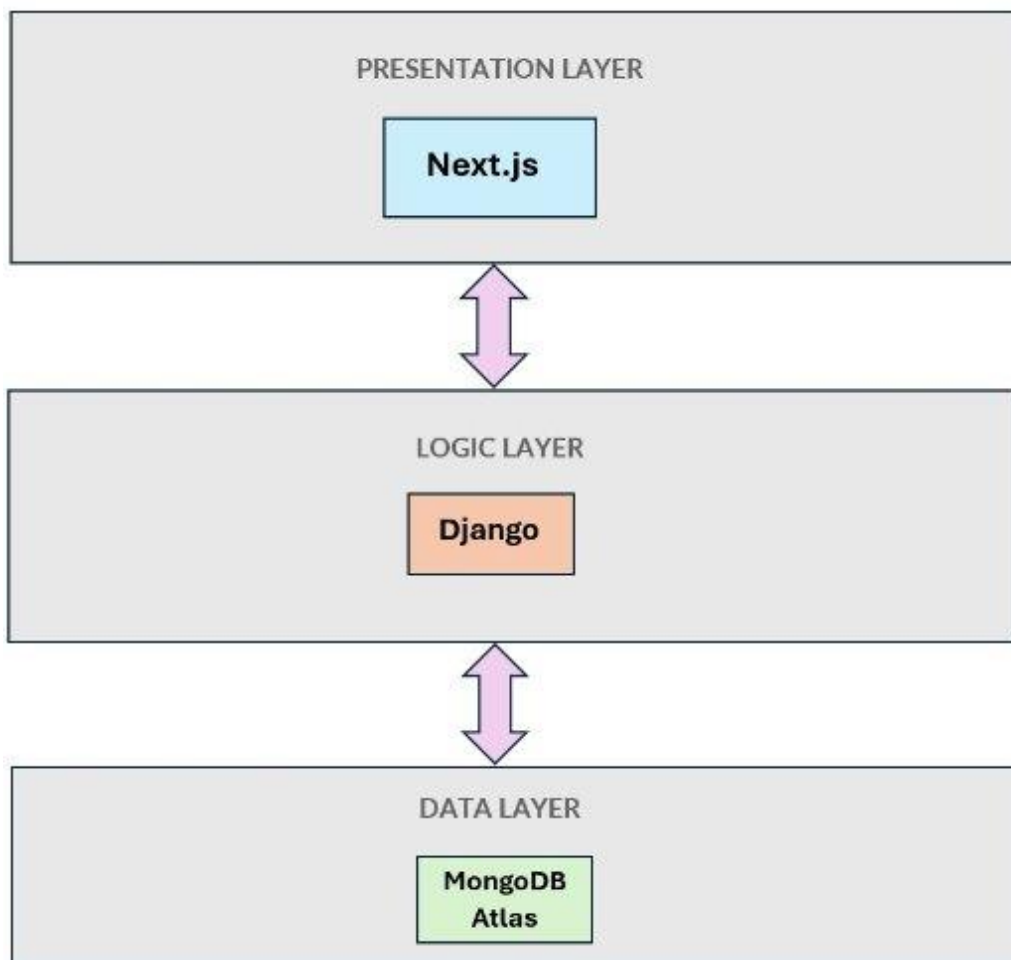 PRESENTATION LAYER
Next.js
LOGIC LAYER
Django
DATA LAYER
MongoDB
Atlas